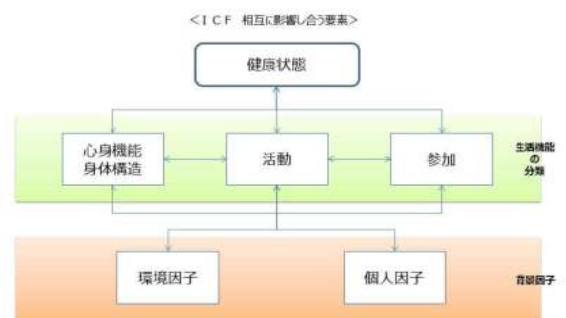 <ＩＣＦ　相互に影響し合う要素>
健康状態
心身機能
身体構造
活動
参加
生活機能
の
分類
環境因子
個人因子
背景因子